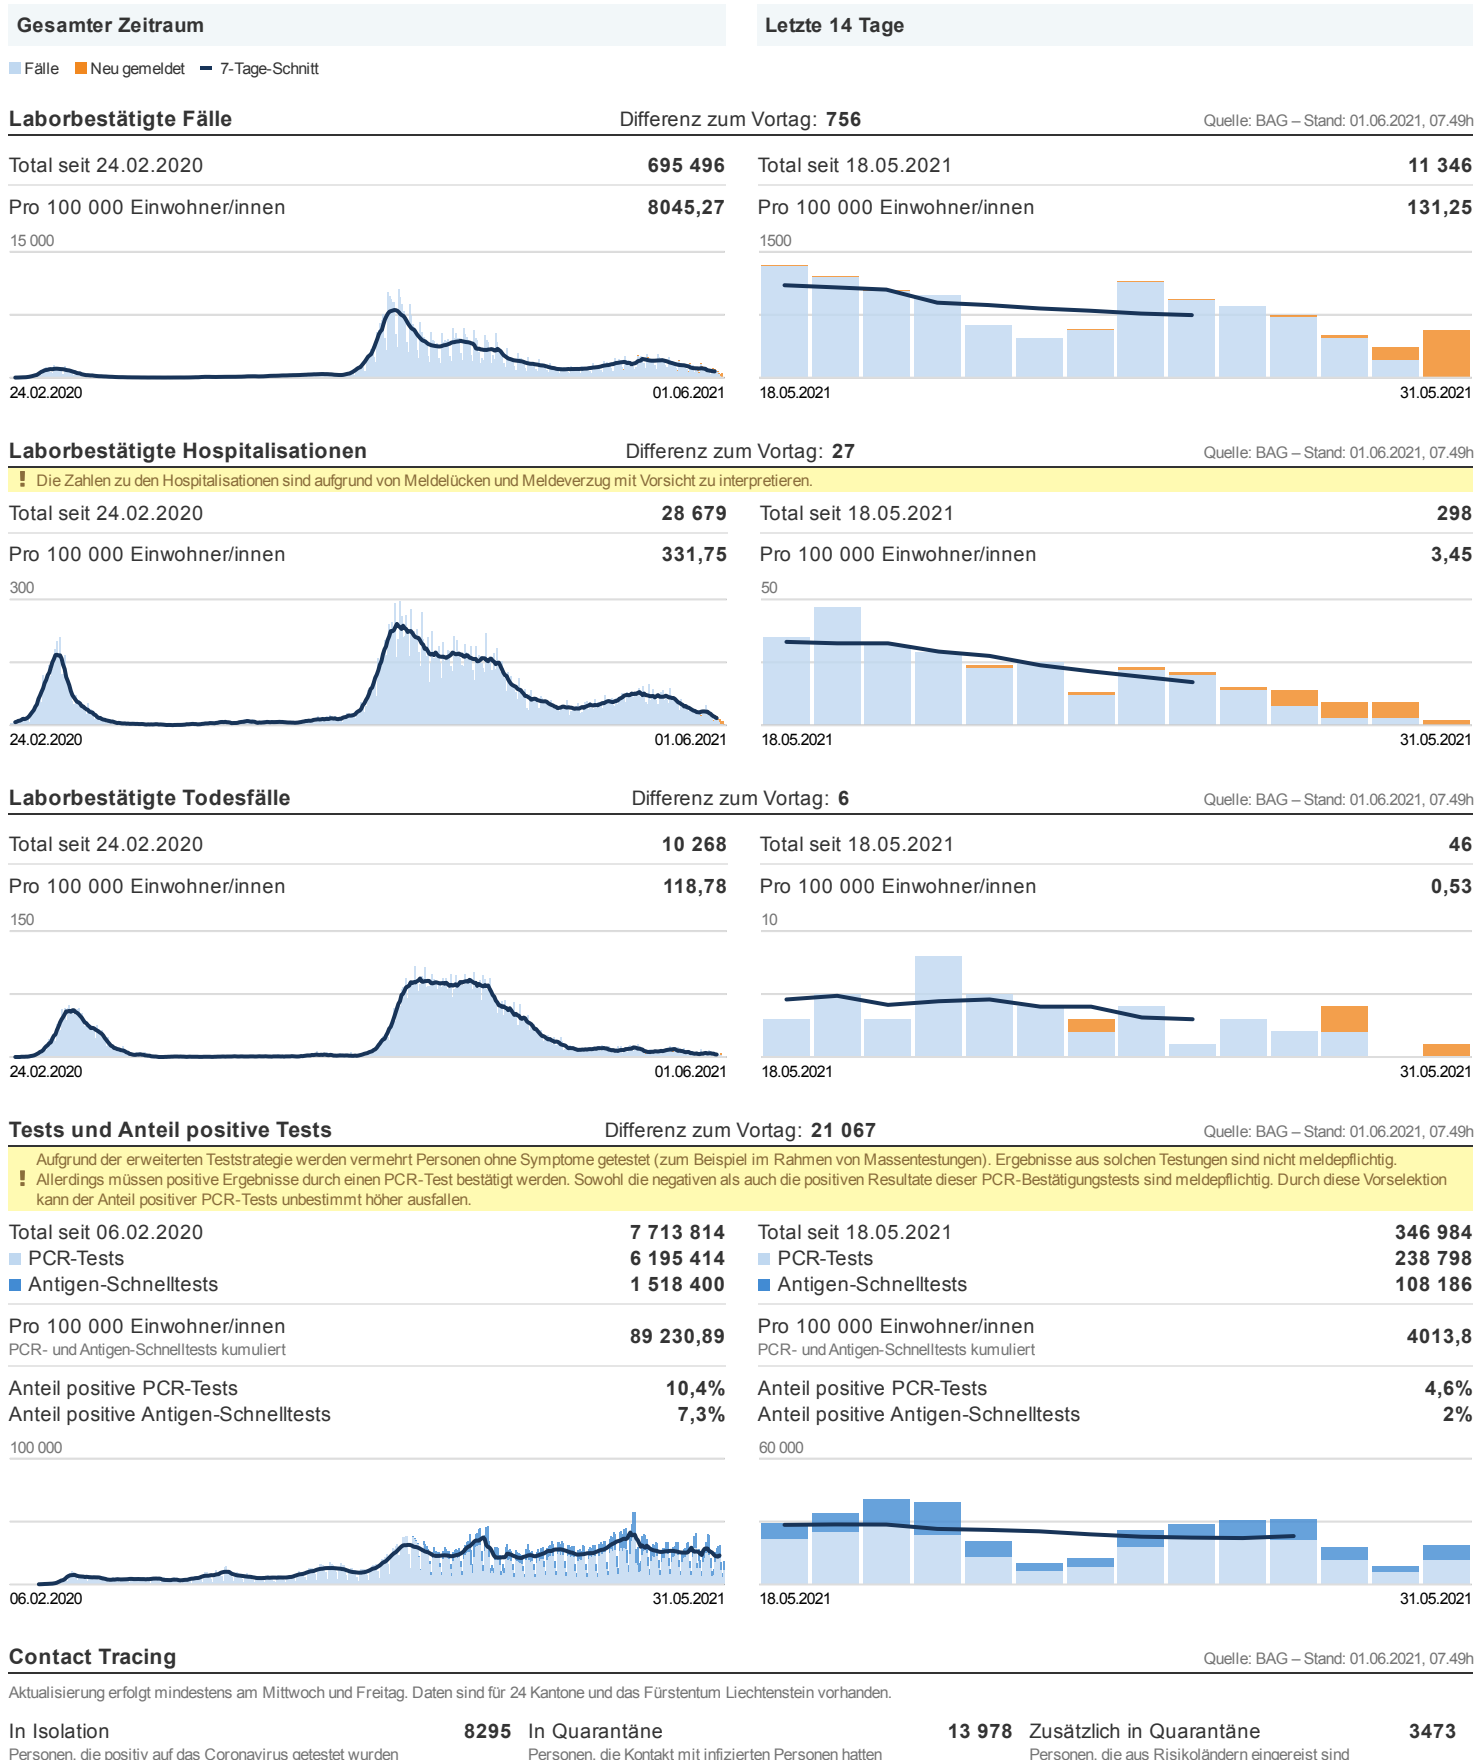 Gesamter Zeitraum
Letzte 14 Tage
Fälle Neu gemeldet 7-Tage-Schnitt
Laborbestätigte Fälle Differenz zum Vortag: 756 Quelle: BAG – Stand: 01.06.2021, 07.49h
Total seit 24.02.2020 695 496
Pro 100 000 Einwohner/innen 8045,27
15 000
24.02.2020 01.06.2021
Total seit 18.05.2021 11 346
Pro 100 000 Einwohner/innen 131,25
1500
18.05.2021 31.05.2021
Laborbestätigte Hospitalisationen Differenz zum Vortag: 27 Quelle: BAG – Stand: 01.06.2021, 07.49h
! Die Zahlen zu den Hospitalisationen sind aufgrund von Meldelücken und Meldeverzug mit Vorsicht zu interpretieren.
Total seit 24.02.2020 28 679
Pro 100 000 Einwohner/innen 331,75
300
24.02.2020 01.06.2021
Total seit 18.05.2021 298
Pro 100 000 Einwohner/innen 3,45
50
18.05.2021 31.05.2021
Laborbestätigte Todesfälle Differenz zum Vortag: 6 Quelle: BAG – Stand: 01.06.2021, 07.49h
Total seit 24.02.2020 10 268
Pro 100 000 Einwohner/innen 118,78
150
24.02.2020 01.06.2021
Total seit 18.05.2021 46
Pro 100 000 Einwohner/innen 0,53
10
18.05.2021 31.05.2021
Tests und Anteil positive Tests Differenz zum Vortag: 21 067 Quelle: BAG – Stand: 01.06.2021, 07.49h
Aufgrund der erweiterten Teststrategie werden vermehrt Personen ohne Symptome getestet (zum Beispiel im Rahmen von Massentestungen). Ergebnisse aus solchen Testungen sind nicht meldepflichtig.
! Allerdings müssen positive Ergebnisse durch einen PCR-Test bestätigt werden. Sowohl die negativen als auch die positiven Resultate dieser PCR-Bestätigungstests sind meldepflichtig. Durch diese Vorselektion
kann der Anteil positiver PCR-Tests unbestimmt höher ausfallen.
Total seit 06.02.2020 7 713 814
PCR-Tests 6 195 414
Antigen-Schnelltests 1 518 400
Pro 100 000 Einwohner/innen 89 230,89
PCR- und Antigen-Schnelltests kumuliert
Anteil positive PCR-Tests 10,4%
Anteil positive Antigen-Schnelltests 7,3%
100 000
06.02.2020 31.05.2021
Total seit 18.05.2021 346 984
PCR-Tests 238 798
Antigen-Schnelltests 108 186
Pro 100 000 Einwohner/innen 4013,8
PCR- und Antigen-Schnelltests kumuliert
Anteil positive PCR-Tests 4,6%
Anteil positive Antigen-Schnelltests 2%
60 000
18.05.2021 31.05.2021
Contact Tracing Quelle: BAG – Stand: 01.06.2021, 07.49h
Aktualisierung erfolgt mindestens am Mittwoch und Freitag. Daten sind für 24 Kantone und das Fürstentum Liechtenstein vorhanden.
In Isolation 8295
Personen, die positiv auf das Coronavirus getestet wurden
In Quarantäne 13 978
Personen, die Kontakt mit infizierten Personen hatten
Zusätzlich in Quarantäne 3473
Personen, die aus Risikoländern eingereist sind